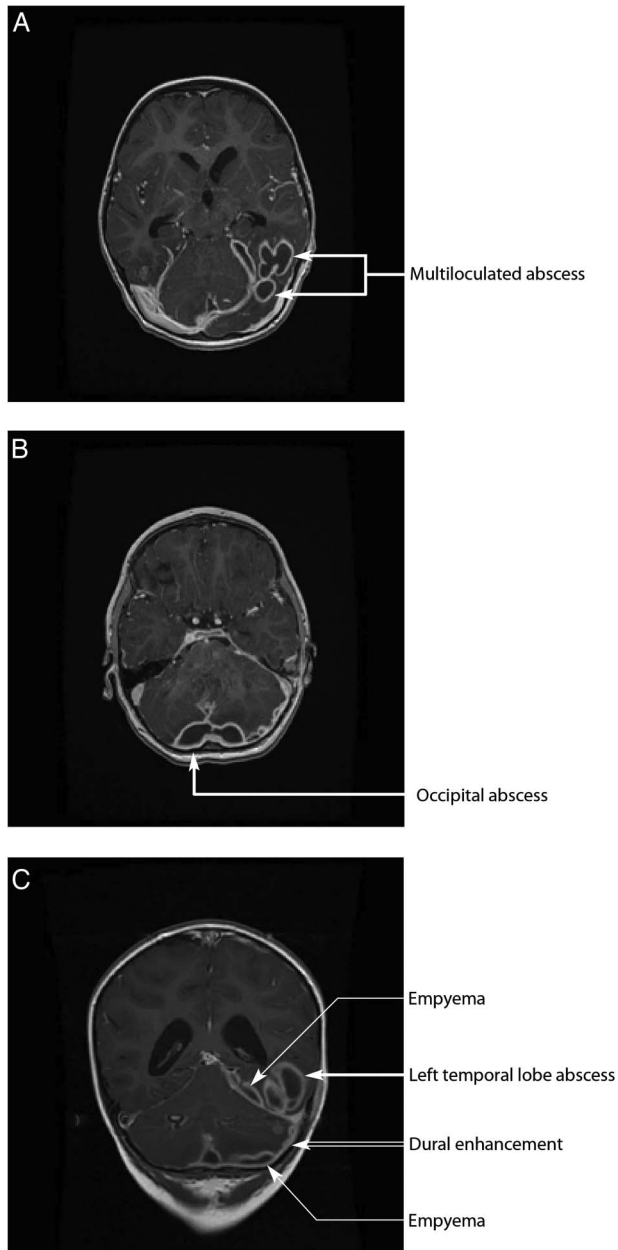 A
Multiloculated abscess
B
Occipital abscess
C
Empyema
Left temporal lobe abscess
Dural enhancement
Empyema